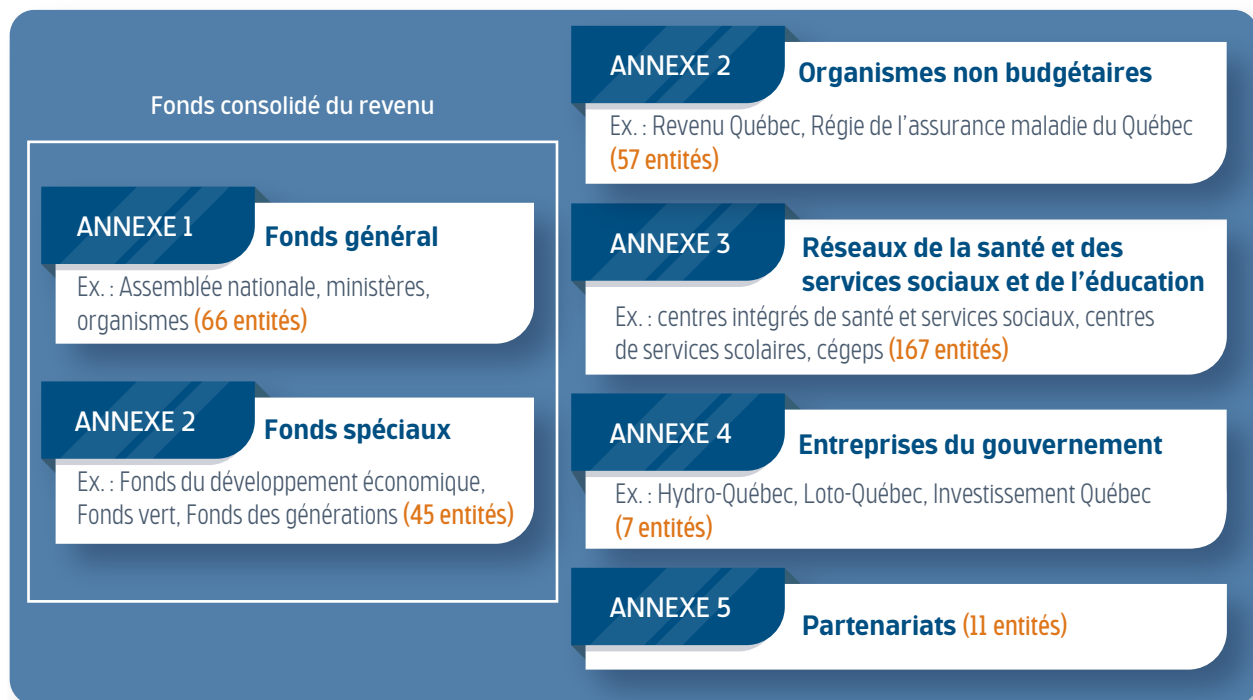 Fonds consolidé du revenu
ANNEXE 1
Fonds général
Ex. : Assemblée nationale, ministères,
organismes (66 entités)
ANNEXE 2
Fonds spéciaux
Ex. : Fonds du développement économique,
Fonds vert, Fonds des générations (45 entités)
ANNEXE 2
Organismes non budgétaires
Ex. : Revenu Québec, Régie de l’assurance maladie du Québec
(57 entités)
ANNEXE 3
Réseaux de la santé et des
services sociaux et de l’éducation
Ex. : centres intégrés de santé et services sociaux, centres
de services scolaires, cégeps (167 entités)
ANNEXE 4
Entreprises du gouvernement
Ex. : Hydro-Québec, Loto-Québec, Investissement Québec
(7 entités)
ANNEXE 5
Partenariats (11 entités)